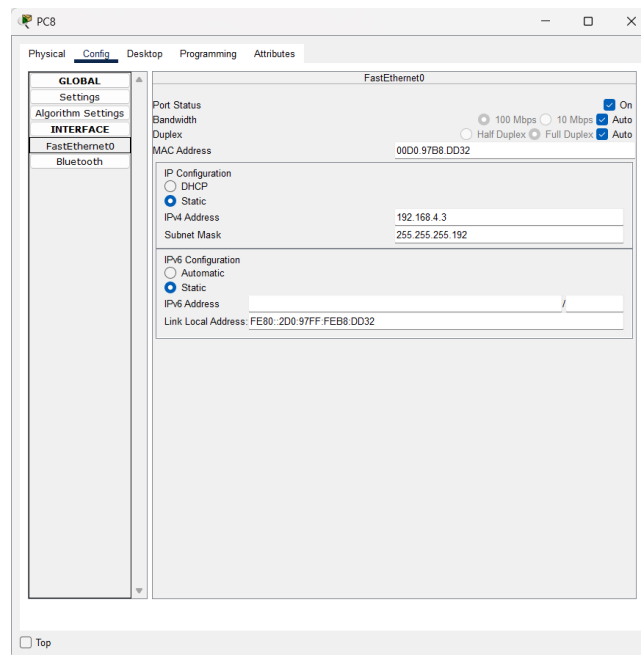 PC8
Physical Config Desktop Programming Attributes
GLOBAL
Settings
Algorithm Settings
INTERFACE
FastEthernet0
Bluetooth
FastEthernet0
Port Status On
Bandwidth 100 Mbps 10 Mbps Auto
Duplex Half Duplex Full Duplex Auto
MAC Address 00D0.97B8.DD32
IP Configuration
DHCP
Static
IPv4 Address 192.168.4.3
Subnet Mask 255.255.255.192
IPv6 Configuration
Automatic
Static
IPv6 Address /
Link Local Address: FE80::2D0:97FF:FEB8:DD32
Top